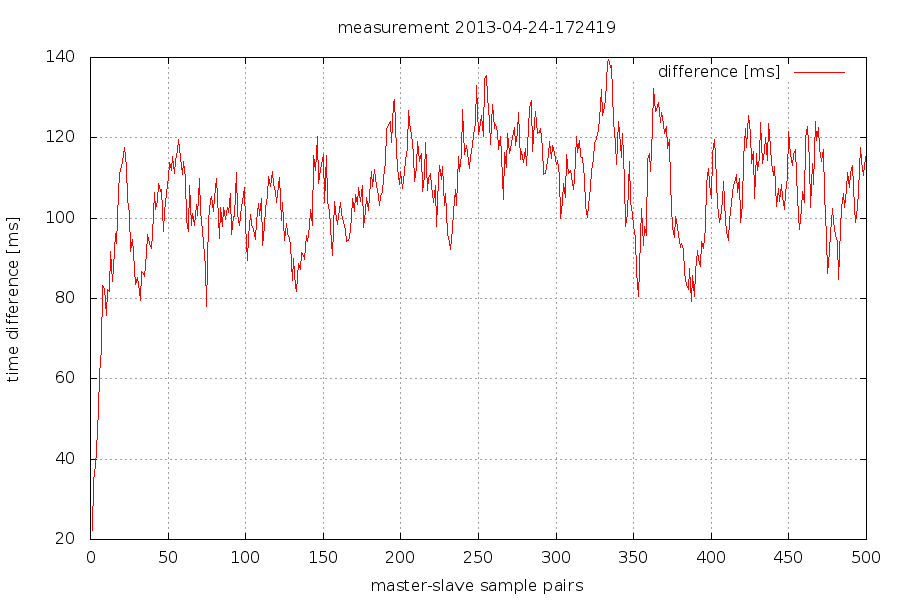 measurement 2013-04-24-172419
difference [ms]
time difference [ms]
140
120
100
80
60
40
20
0 50 100 150 200 250 300 350 400 450 500
master-slave sample pairs